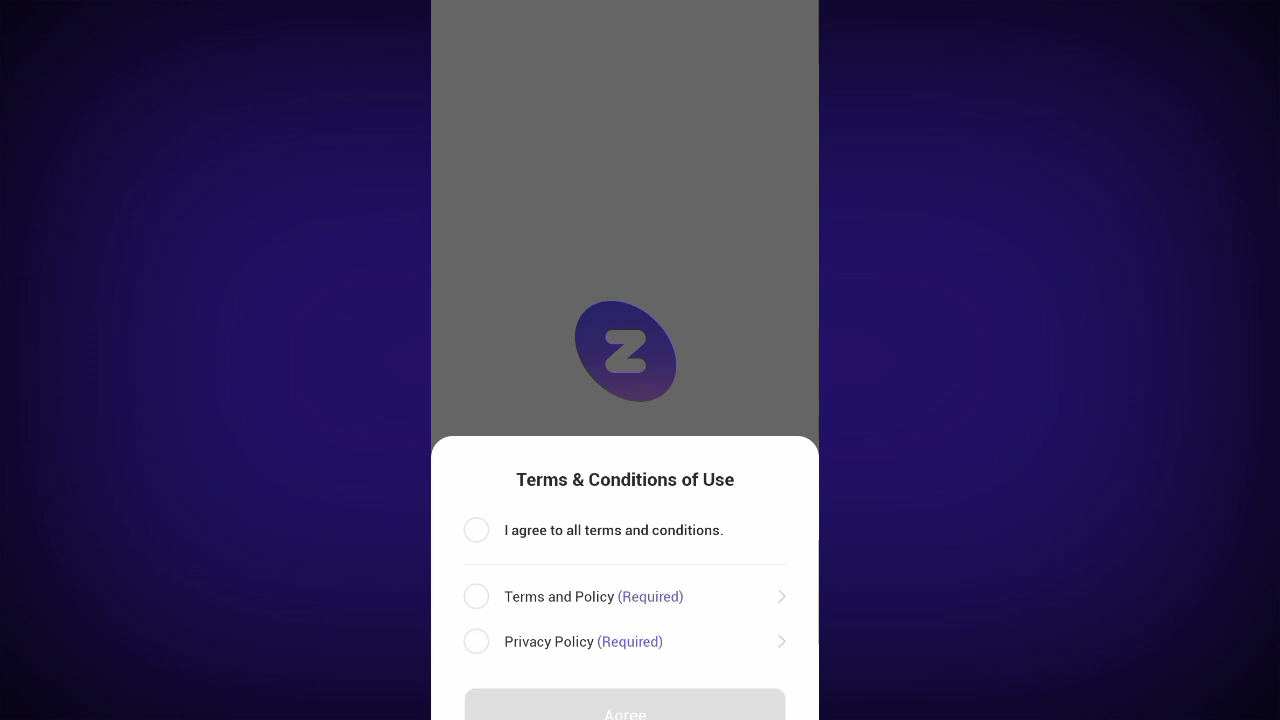 Z
Terms & Conditions of Use
I agree to all terms and conditions.
Terms and Policy (Required)
Privacy Policy (Required)
Agree